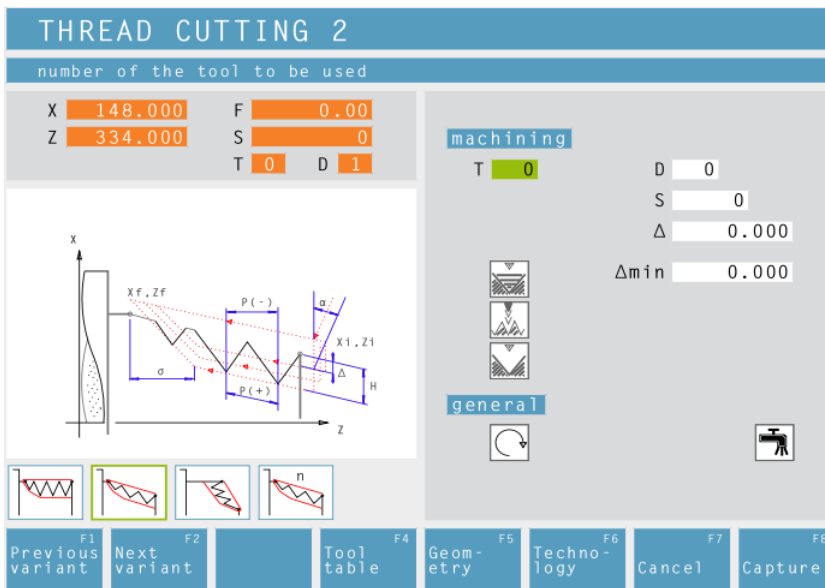 THREAD CUTTING 2
number of the tool to be used
X 148.000 F 0.00
Z 334.000 S 0
T 0 D 1
machining
T 0 D 0
S 0
Δ 0.000
Δmin 0.000
X
Xf,Zf
P(-)
α
Xi,Zi
σ
Δ
H
P(+)
Z
general
n
F1 Previous variant
F2 Next variant
F4 Tool table
F5 Geom-etry
F6 Techno-logy
F7 Cancel
F8 Capture